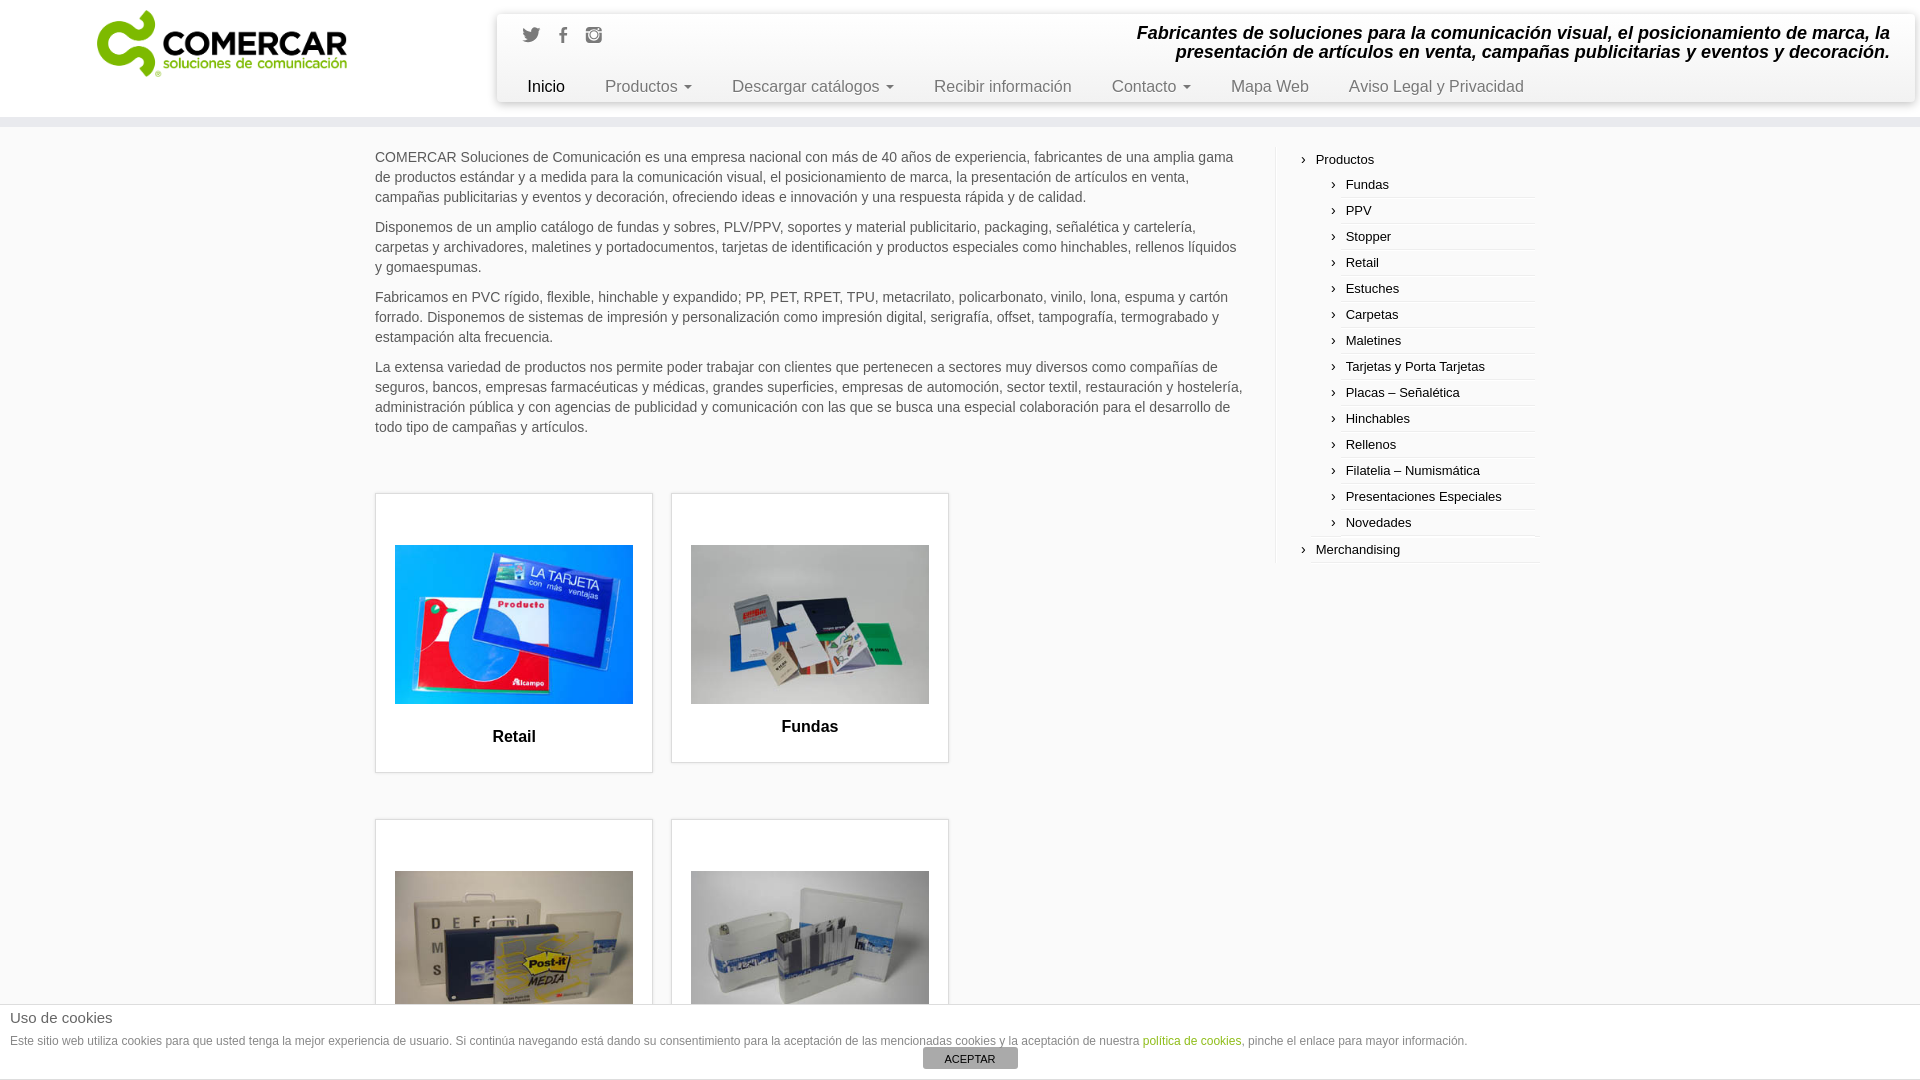 COMERCAR
soluciones de comunicación
Fabricantes de soluciones para la comunicación visual, el posicionamiento de marca, la
presentación de artículos en venta, campañas publicitarias y eventos y decoración.
Inicio
Productos
Descargar catálogos
Recibir información
Contacto
Mapa Web
Aviso Legal y Privacidad
COMERCAR Soluciones de Comunicación es una empresa nacional con más de 40 años de experiencia, fabricantes de una amplia gama
de productos estándar y a medida para la comunicación visual, el posicionamiento de marca, la presentación de artículos en venta,
campañas publicitarias y eventos y decoración, ofreciendo ideas e innovación y una respuesta rápida y de calidad.
Disponemos de un amplio catálogo de fundas y sobres, PLV/PPV, soportes y material publicitario, packaging, señalética y cartelería,
carpetas y archivadores, maletines y portadocumentos, tarjetas de identificación y productos especiales como hinchables, rellenos líquidos
y gomaespumas.
Fabricamos en PVC rígido, flexible, hinchable y expandido; PP, PET, RPET, TPU, metacrilato, policarbonato, vinilo, lona, espuma y cartón
forrado. Disponemos de sistemas de impresión y personalización como impresión digital, serigrafía, offset, tampografía, termograbado y
estampación alta frecuencia.
La extensa variedad de productos nos permite poder trabajar con clientes que pertenecen a sectores muy diversos como compañías de
seguros, bancos, empresas farmacéuticas y médicas, grandes superficies, empresas de automoción, sector textil, restauración y hostelería,
administración pública y con agencias de publicidad y comunicación con las que se busca una especial colaboración para el desarrollo de
todo tipo de campañas y artículos.
› Productos
› Fundas
› PPV
› Stopper
› Retail
› Estuches
› Carpetas
› Maletines
› Tarjetas y Porta Tarjetas
› Placas – Señalética
› Hinchables
› Rellenos
› Filatelia – Numismática
› Presentaciones Especiales
› Novedades
› Merchandising
LA TARJETA
con más ventajas
Producto
Alcampo
Retail
Fundas
DEFINI
M
S
Post-it
MEDIA
Uso de cookies
Este sitio web utiliza cookies para que usted tenga la mejor experiencia de usuario. Si continúa navegando está dando su consentimiento para la aceptación de las mencionadas cookies y la aceptación de nuestra política de cookies, pinche el enlace para mayor información.
ACEPTAR